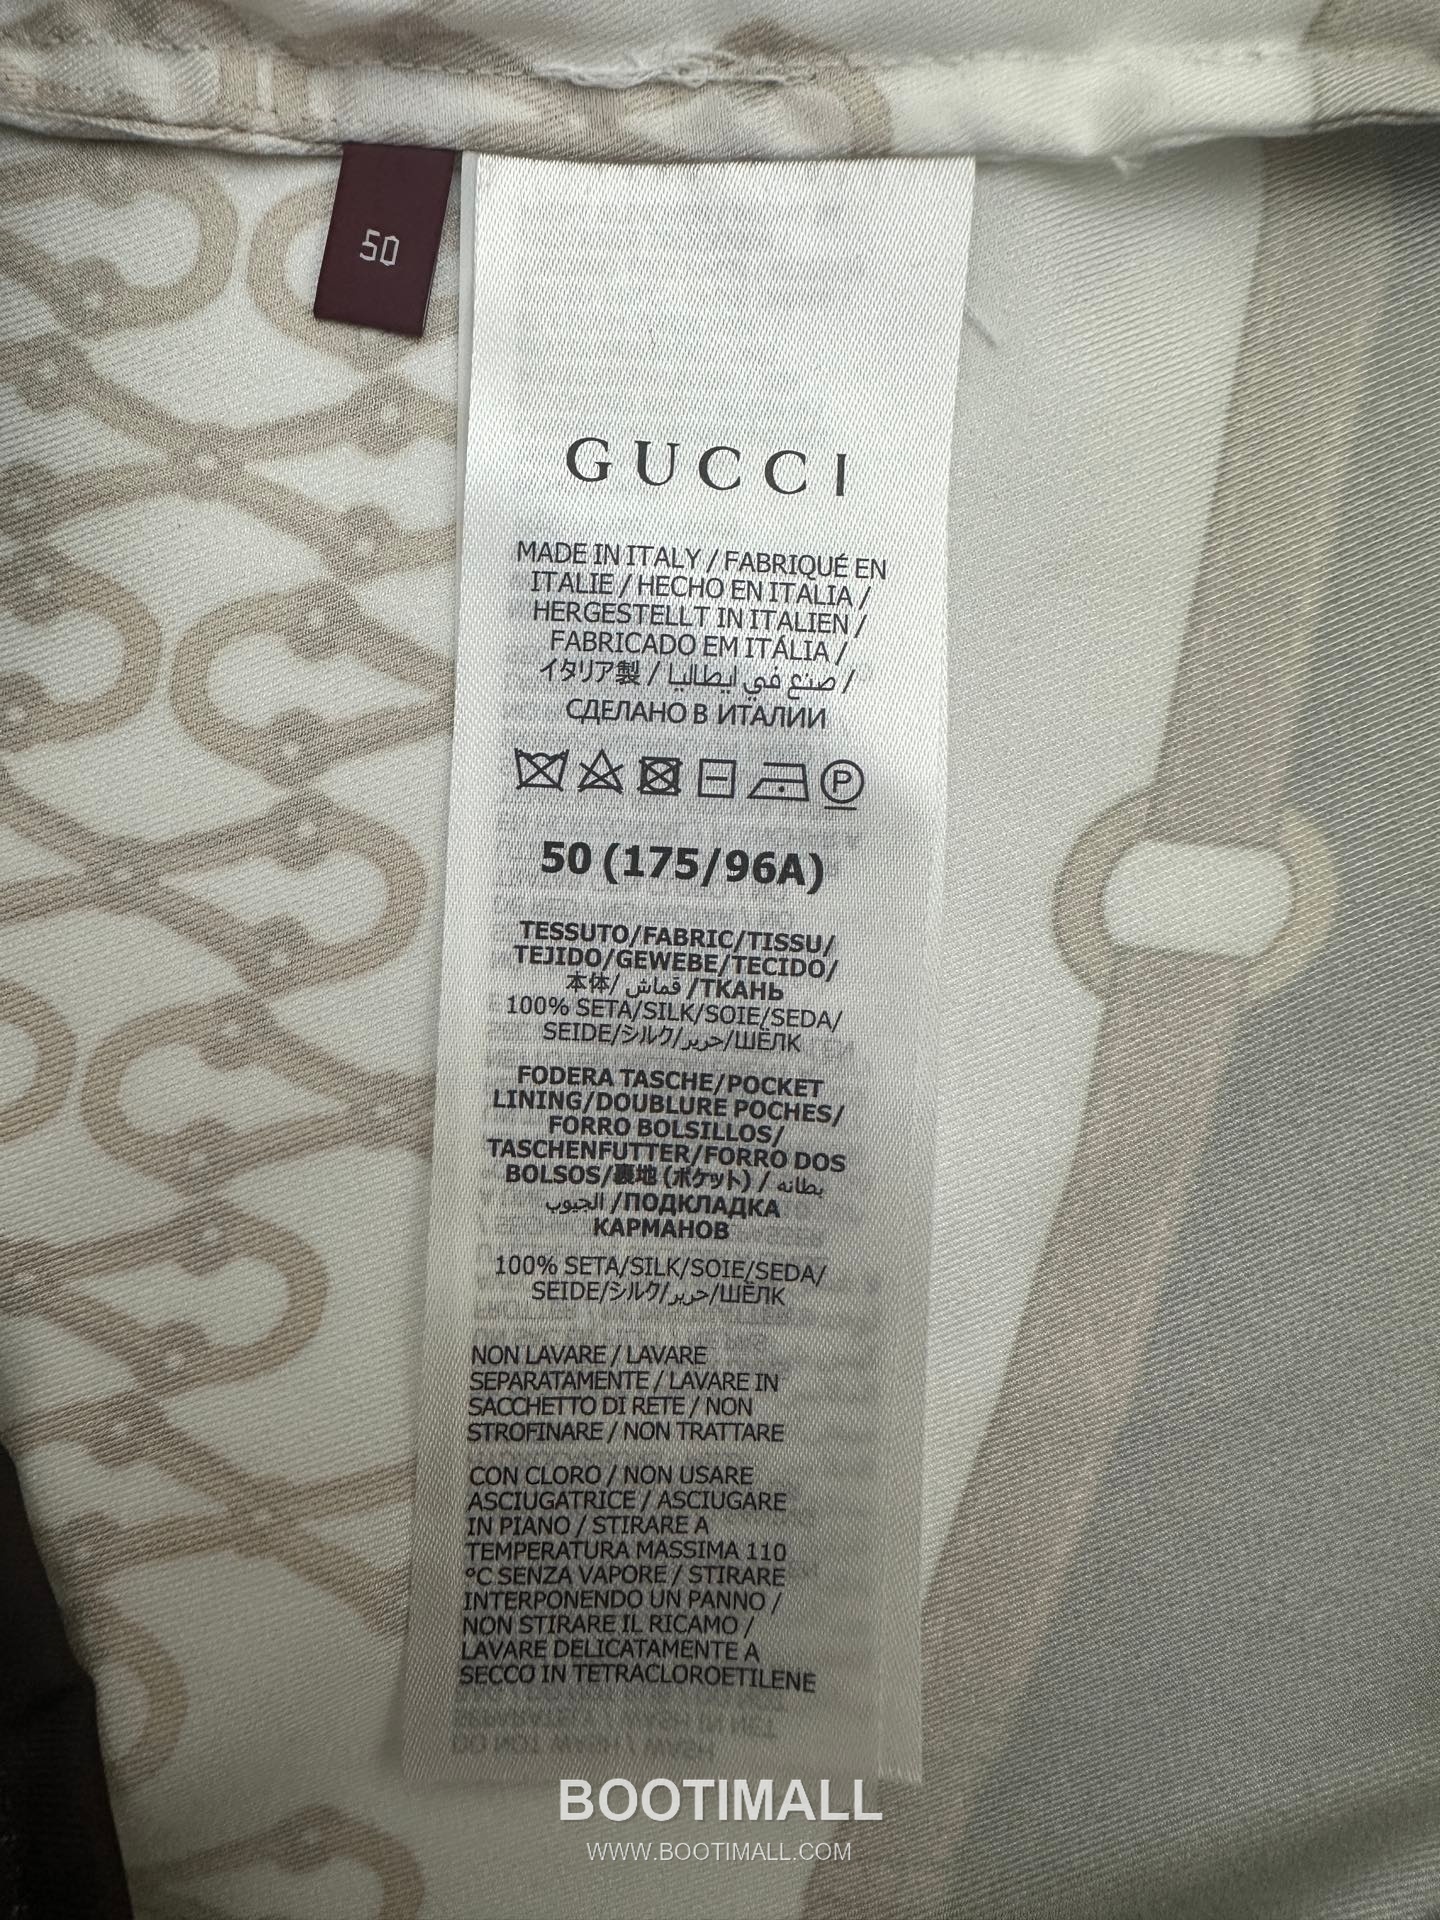 50
GUCCI
MADE IN ITALY / FABRIQUÉ EN
ITALIE / HECHO EN ITALIA /
HERGESTELLT IN ITALIEN /
FABRICADO EM ITÁLIA /
イタリア製 / صنع في ايطاليا /
СДЕЛАНО В ИТАЛИИ
P
50 (175/96A)
TESSUTO/FABRIC/TISSU/
TEJIDO/GEWEBE/TECIDO/
本体/ قماش /ТКАНЬ
100% SETA/SILK/SOIE/SEDA/
SEIDE/シルク/حرير/ШЁЛК
FODERA TASCHE/POCKET
LINING/DOUBLURE POCHES/
FORRO BOLSILLOS/
TASCHENFUTTER/FORRO DOS
BOLSOS/裏地 (ポケット) / بطانه
الجيوب /ПОДКЛАДКА
КАРМАНОВ
100% SETA/SILK/SOIE/SEDA/
SEIDE/シルク/حرير/ШЁЛК
NON LAVARE / LAVARE
SEPARATAMENTE / LAVARE IN
SACCHETTO DI RETE / NON
STROFINARE / NON TRATTARE
CON CLORO / NON USARE
ASCIUGATRICE / ASCIUGARE
IN PIANO / STIRARE A
TEMPERATURA MASSIMA 110
°C SENZA VAPORE / STIRARE
INTERPONENDO UN PANNO /
NON STIRARE IL RICAMO /
LAVARE DELICATAMENTE A
SECCO IN TETRACLOROETILENE
BOOTIMALL
WWW.BOOTIMALL.COM